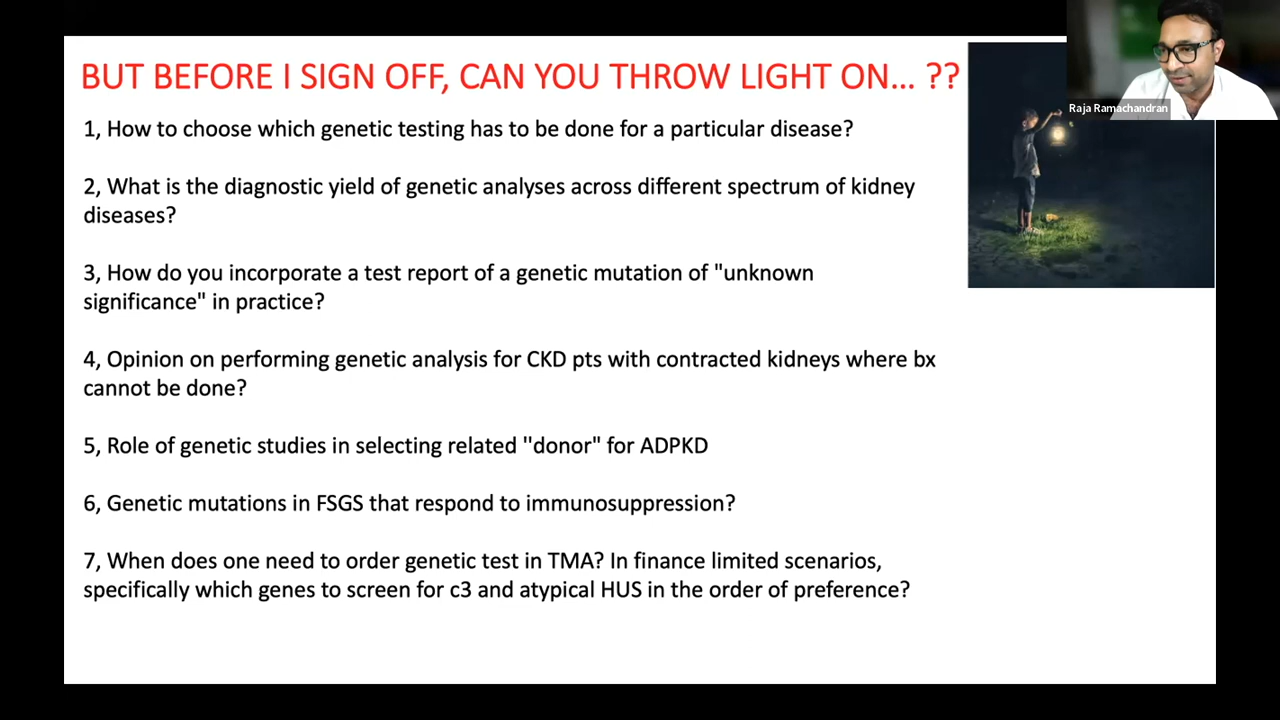 BUT BEFORE I SIGN OFF, CAN YOU THROW LIGHT ON... ??
Raja Ramachandran
1, How to choose which genetic testing has to be done for a particular disease?
2, What is the diagnostic yield of genetic analyses across different spectrum of kidney
diseases?
3, How do you incorporate a test report of a genetic mutation of "unknown
significance" in practice?
4, Opinion on performing genetic analysis for CKD pts with contracted kidneys where bx
cannot be done?
5, Role of genetic studies in selecting related "donor" for ADPKD
6, Genetic mutations in FSGS that respond to immunosuppression?
7, When does one need to order genetic test in TMA? In finance limited scenarios,
specifically which genes to screen for c3 and atypical HUS in the order of preference?